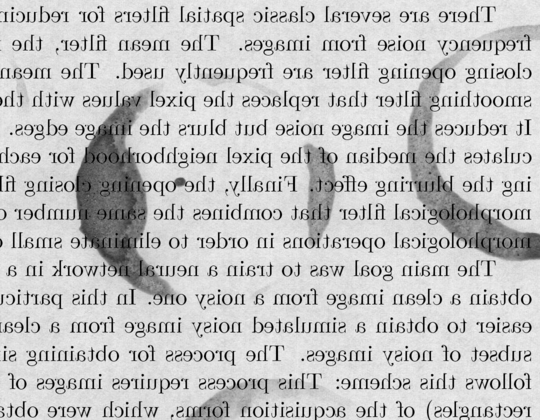 There are several classic spatial filters for reducin
frequency noise from images. The mean filter, the
closing opening filter are frequently used. The mean
smoothing filter that replaces the pixel values with the
It reduces the image noise but blurs the image edges.
culates the median of the pixel neighborhood for each
ing the blurring effect. Finally, the opening closing fil
morphological filter that combines the same number o
morphological operations in order to eliminate small
The main goal was to train a neural network in a
obtain a clean image from a noisy one. In this particu
easier to obtain a simulated noisy image from a clean
subset of noisy images. The process for obtaining si
follows this scheme: This process requires images of
rectangles) of the acquisition forms, which were obta